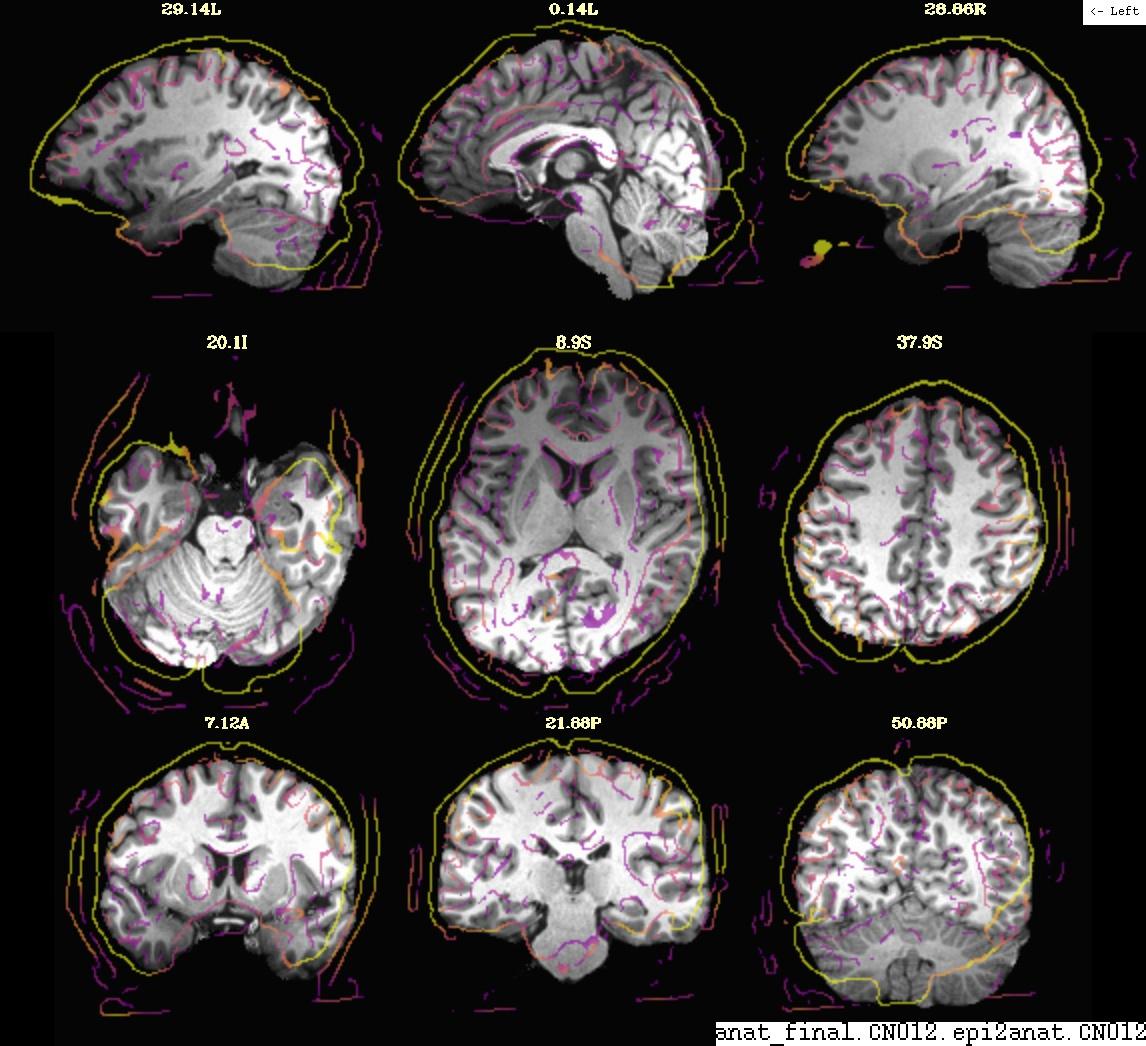 29.14L
0.14L
28.86R
<- Left
20.1I
8.9S
37.9S
7.12A
21.88P
50.88P
anat_final.CN012.epi2anat.CN012